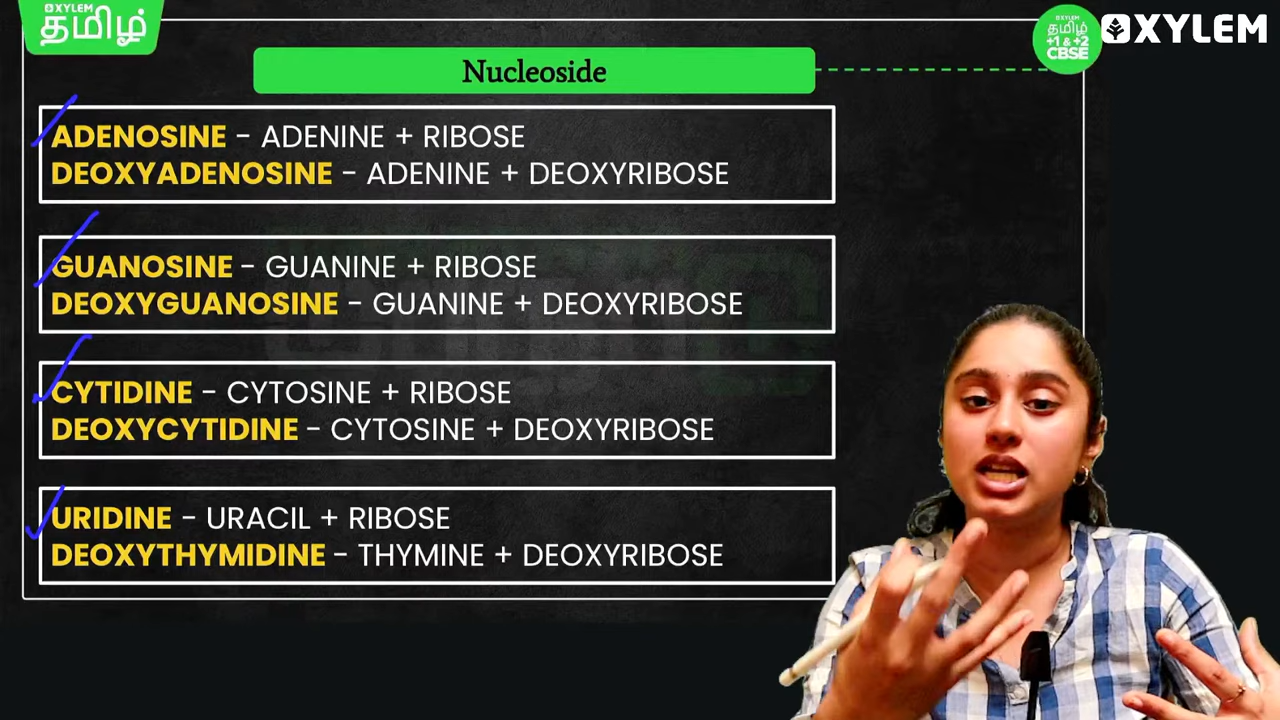 XYLEM
தமிழ்
XYLEM
தமிழ்
+1 & +2
CBSE
XYLEM
Nucleoside
ADENOSINE - ADENINE + RIBOSE
DEOXYADENOSINE - ADENINE + DEOXYRIBOSE
GUANOSINE - GUANINE + RIBOSE
DEOXYGUANOSINE - GUANINE + DEOXYRIBOSE
CYTIDINE - CYTOSINE + RIBOSE
DEOXYCYTIDINE - CYTOSINE + DEOXYRIBOSE
URIDINE - URACIL + RIBOSE
DEOXYTHYMIDINE - THYMINE + DEOXYRIBOSE